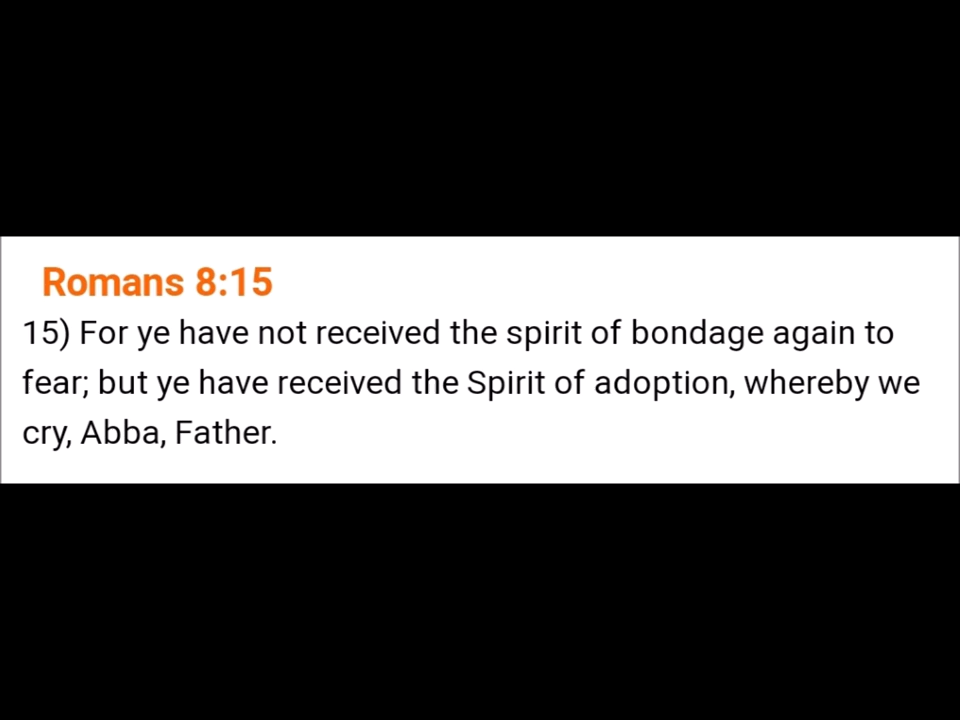 Romans 8:15
15) For ye have not received the spirit of bondage again to
fear; but ye have received the Spirit of adoption, whereby we
cry, Abba, Father.